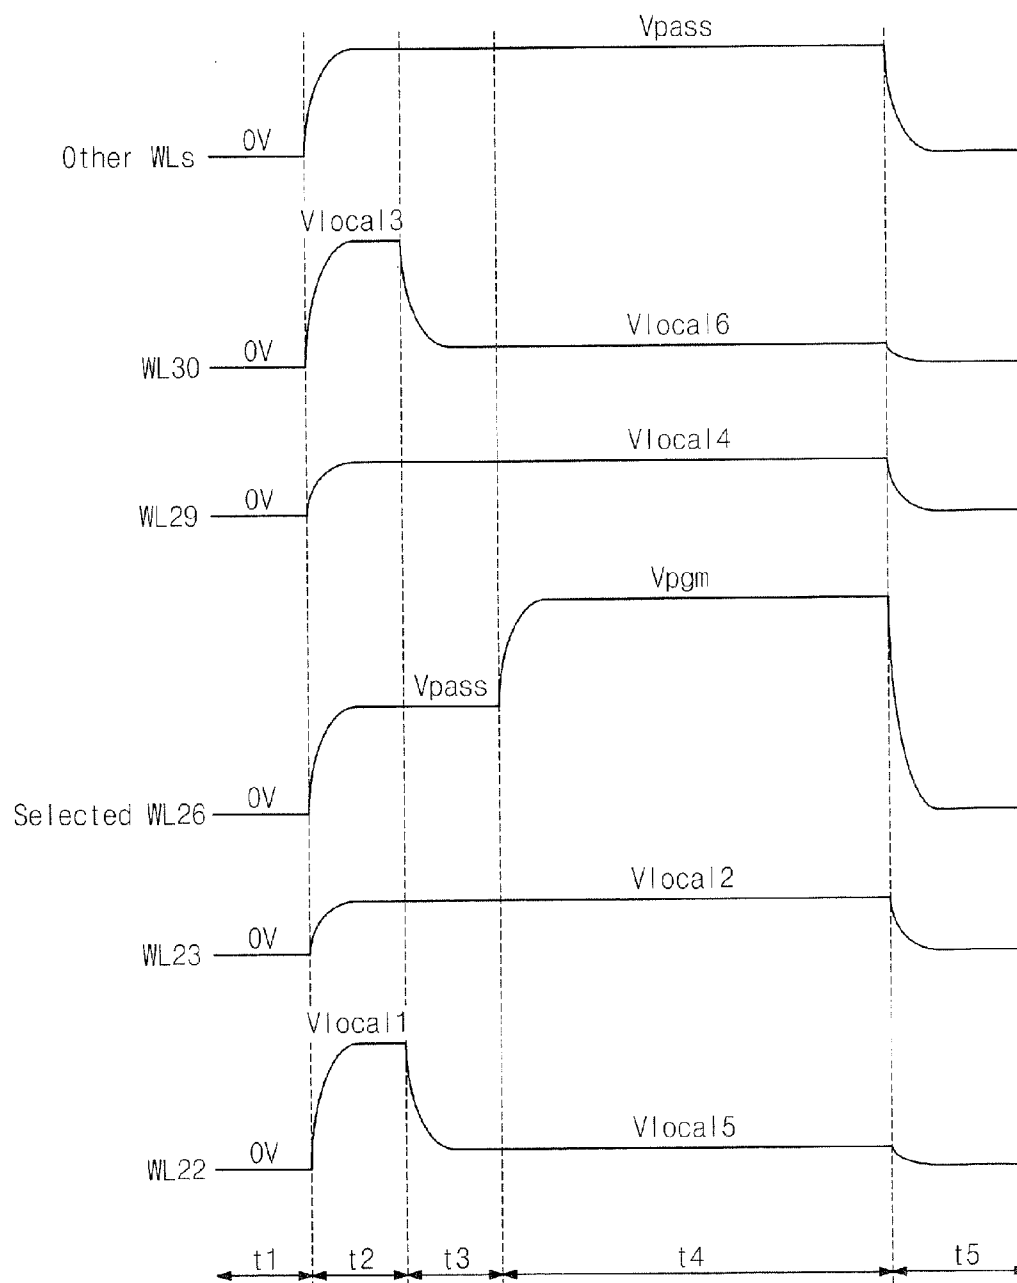 Vpass
Other WLs 0V
Vlocal3
WL30 0V
Vlocal6
WL29 0V
Vlocal4
Vpgm
Vpass
Selected WL26 0V
WL23 0V
Vlocal2
Vlocal1
WL22 0V
Vlocal5
t1 t2 t3 t4 t5